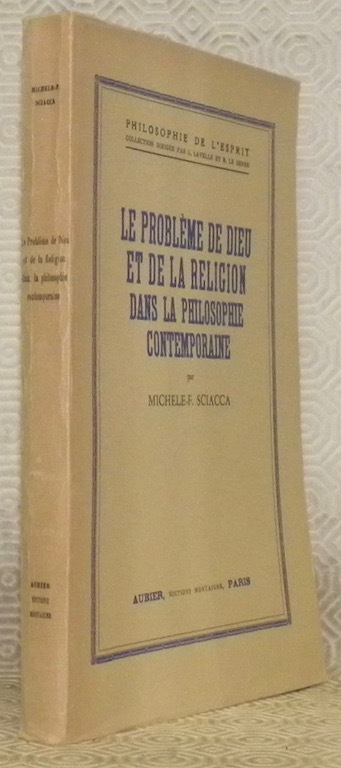 MICHELE-F.
SCIACCA
Le Problème de Dieu
et de la Religion
dans la philosophie
contemporaine
AUBIER
ÉDITIONS
MONTAIGNE
PHILOSOPHIE DE L'ESPRIT
COLLECTION DIRIGÉE PAR L. LAVELLE ET R. LE SENNE
LE PROBLÈME DE DIEU
ET DE LA RELIGION
DANS LA PHILOSOPHIE
CONTEMPORAINE
par
MICHELE-F. SCIACCA
AUBIER, ÉDITIONS MONTAIGNE, PARIS